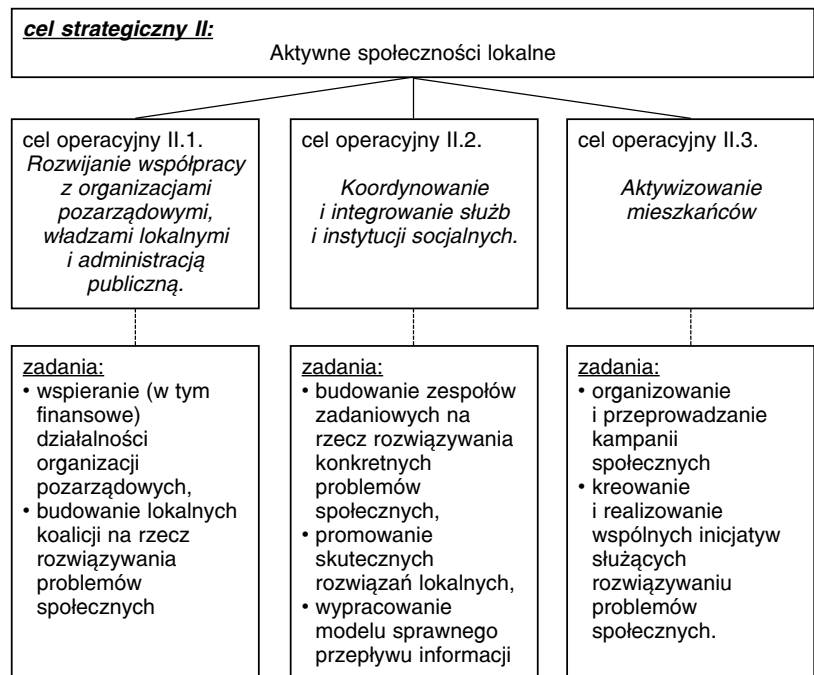 cel strategiczny II:
Aktywne społeczności lokalne
cel operacyjny II.1.
Rozwijanie współpracy
z organizacjami
pozarządowymi,
władzami lokalnymi
i administracją
publiczną.
cel operacyjny II.2.
Koordynowanie
i integrowanie służb
i instytucji socjalnych.
cel operacyjny II.3.
Aktywizowanie
mieszkańców
zadania:
• wspieranie (w tym
finansowe)
działalności
organizacji
pozarządowych,
• budowanie lokalnych
koalicji na rzecz
rozwiązywania
problemów
społecznych
zadania:
• budowanie zespołów
zadaniowych na
rzecz rozwiązywania
konkretnych
problemów
społecznych,
• promowanie
skutecznych
rozwiązań lokalnych,
• wypracowanie
modelu sprawnego
przepływu informacji
zadania:
• organizowanie
i przeprowadzanie
kampanii
społecznych
• kreowanie
i realizowanie
wspólnych inicjatyw
służących
rozwiązywaniu
problemów
społecznych.